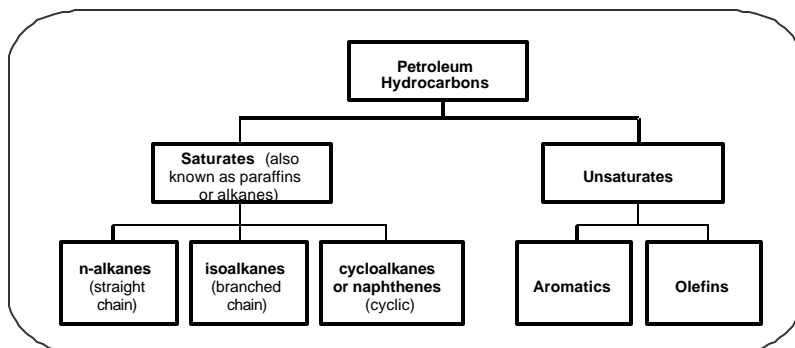 Petroleum
Hydrocarbons
Saturates (also
known as paraffins
or alkanes)
Unsaturates
n-alkanes
(straight
chain)
isoalkanes
(branched
chain)
cycloalkanes
or naphthenes
(cyclic)
Aromatics
Olefins